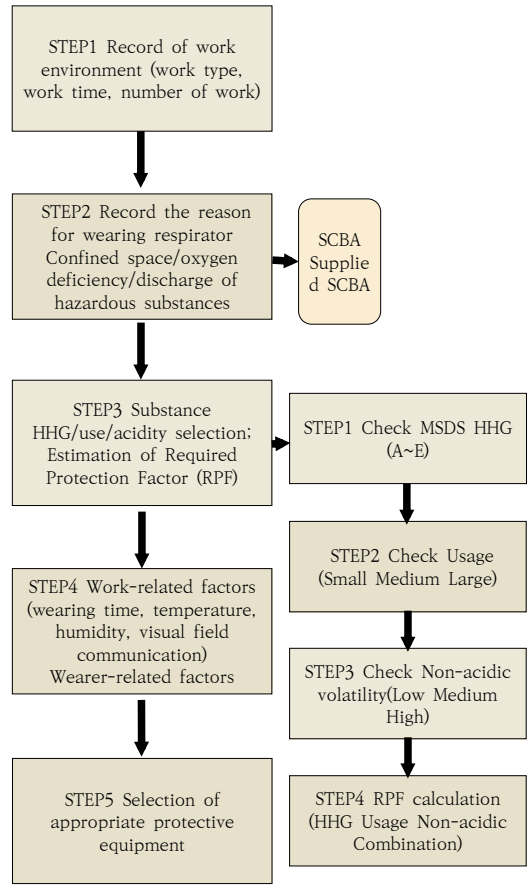 STEP1 Record of work
environment (work type,
work time, number of work)
STEP2 Record the reason
for wearing respirator
Confined space/oxygen
deficiency/discharge of
hazardous substances
SCBA
Supplie
d SCBA
STEP3 Substance
HHG/use/acidity selection;
Estimation of Required
Protection Factor (RPF)
STEP1 Check MSDS HHG
(A~E)
STEP2 Check Usage
(Small Medium Large)
STEP4 Work-related factors
(wearing time, temperature,
humidity, visual field
communication)
Wearer-related factors
STEP3 Check Non-acidic
volatility(Low Medium
High)
STEP5 Selection of
appropriate protective
equipment
STEP4 RPF calculation
(HHG Usage Non-acidic
Combination)